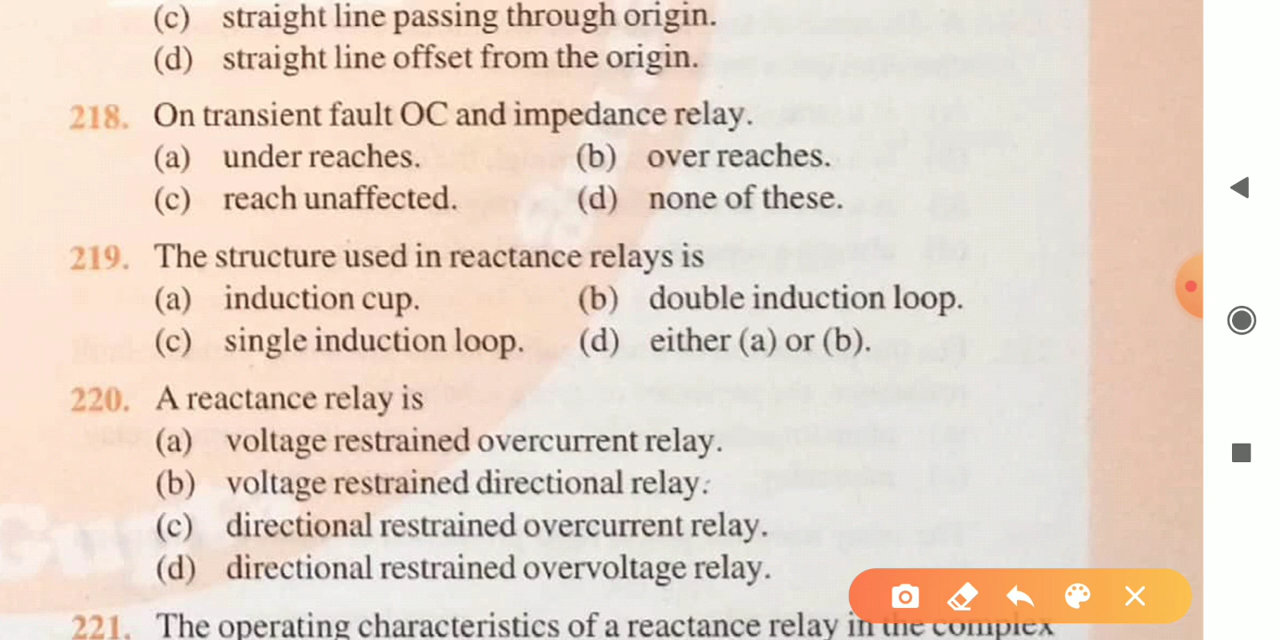 (c) straight line passing through origin.
(d) straight line offset from the origin.
218. On transient fault OC and impedance relay.
(a) under reaches. (b) over reaches.
(c) reach unaffected. (d) none of these.
219. The structure used in reactance relays is
(a) induction cup. (b) double induction loop.
(c) single induction loop. (d) either (a) or (b).
220. A reactance relay is
(a) voltage restrained overcurrent relay.
(b) voltage restrained directional relay.
(c) directional restrained overcurrent relay.
(d) directional restrained overvoltage relay.
221. The operating characteristics of a reactance relay in the complex